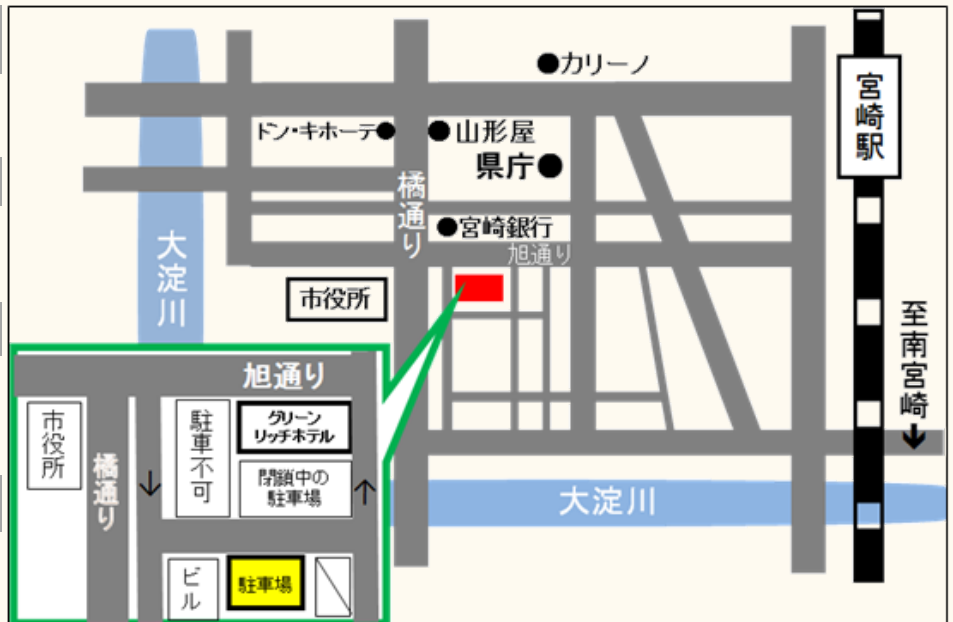 ●カリーノ
宮崎駅
ドン・キホーテ●
●山形屋
県庁●
橘通り
●宮崎銀行
旭通り
大淀川
市役所
至南宮崎↓
大淀川
旭通り
市役所
橘通り
↓
駐車不可
グリーン
リッチホテル
閉鎖中の
駐車場
↑
ビル
駐車場